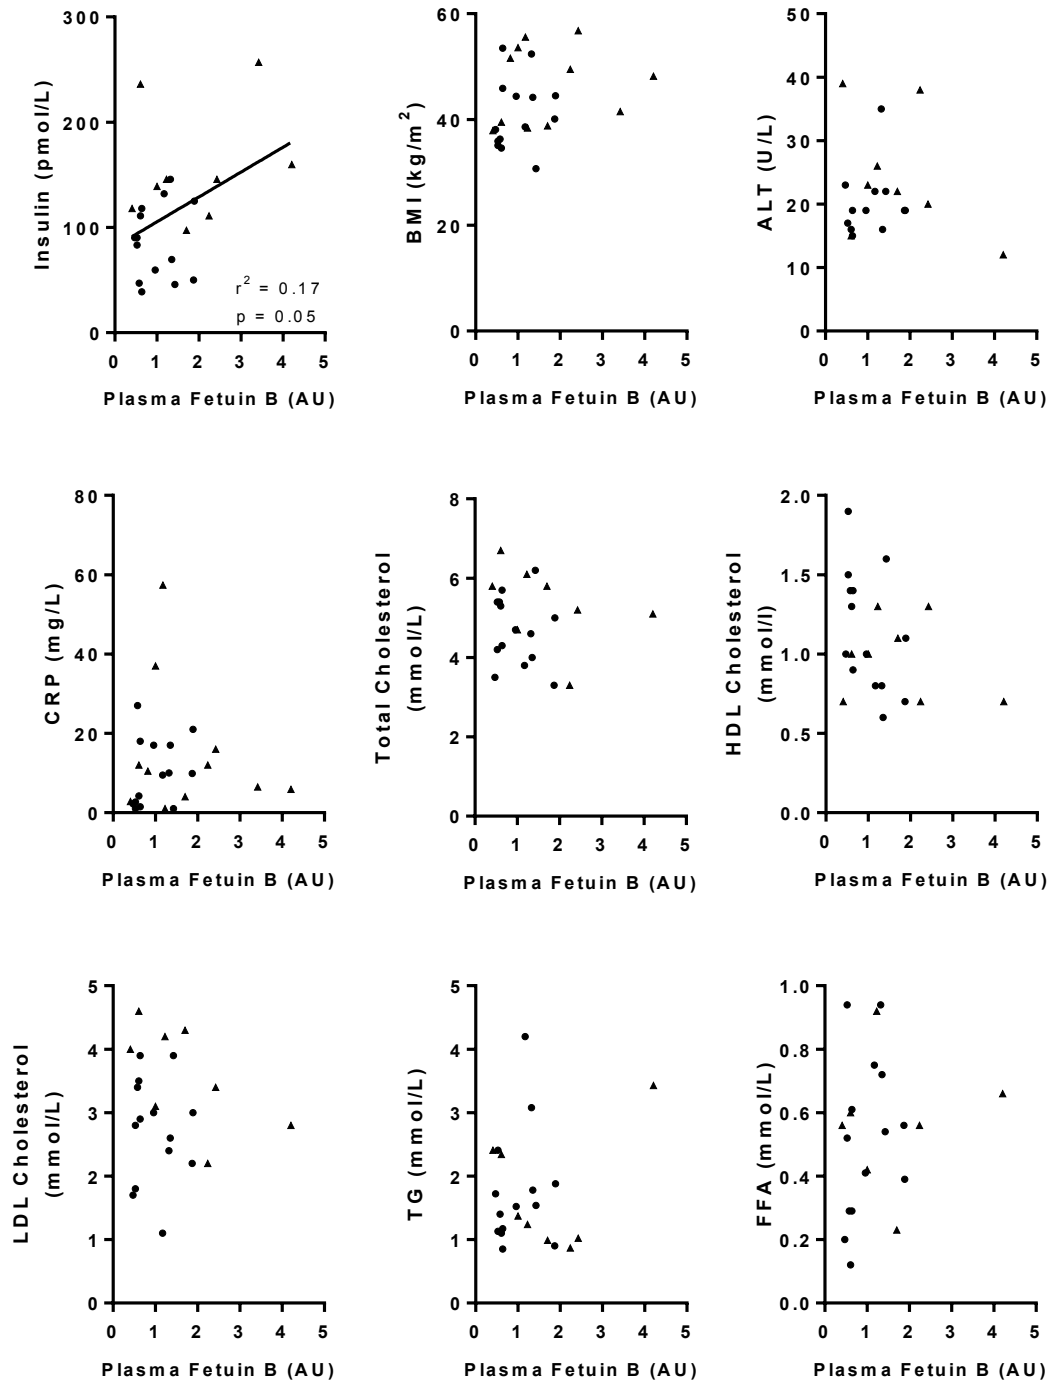 Insulin (pmol/L)
300
200
100
0
r² = 0.17
p = 0.05
0 1 2 3 4 5
Plasma Fetuin B (AU)
BMI (kg/m²)
60
40
20
0
0 1 2 3 4 5
Plasma Fetuin B (AU)
ALT (U/L)
50
40
30
20
10
0
0 1 2 3 4 5
Plasma Fetuin B (AU)
CRP (mg/L)
80
60
40
20
0
0 1 2 3 4 5
Plasma Fetuin B (AU)
Total Cholesterol
(mmol/L)
8
6
4
2
0
0 1 2 3 4 5
Plasma Fetuin B (AU)
HDL Cholesterol
(mmol/l)
2.0
1.5
1.0
0.5
0.0
0 1 2 3 4 5
Plasma Fetuin B (AU)
LDL Cholesterol
(mmol/L)
5
4
3
2
1
0
0 1 2 3 4 5
Plasma Fetuin B (AU)
TG (mmol/L)
5
4
3
2
1
0
0 1 2 3 4 5
Plasma Fetuin B (AU)
FFA (mmol/L)
1.0
0.8
0.6
0.4
0.2
0.0
0 1 2 3 4 5
Plasma Fetuin B (AU)